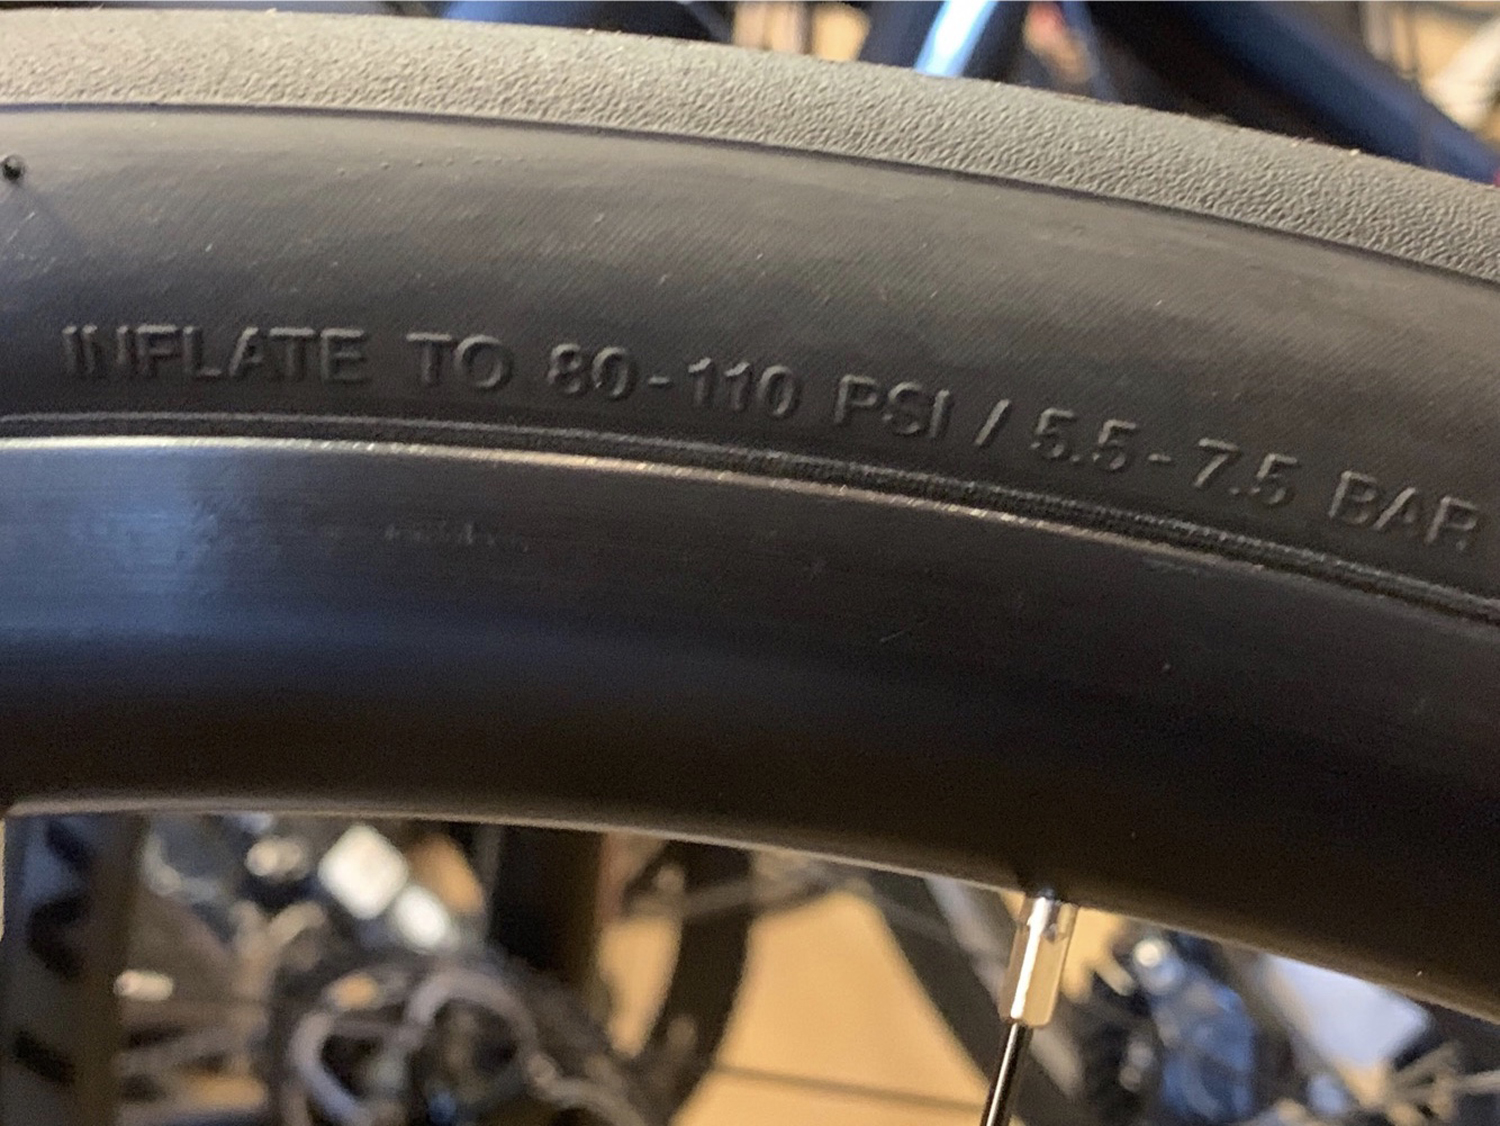 INFLATE TO 80-110 PSI / 5.5-7.5 BAR